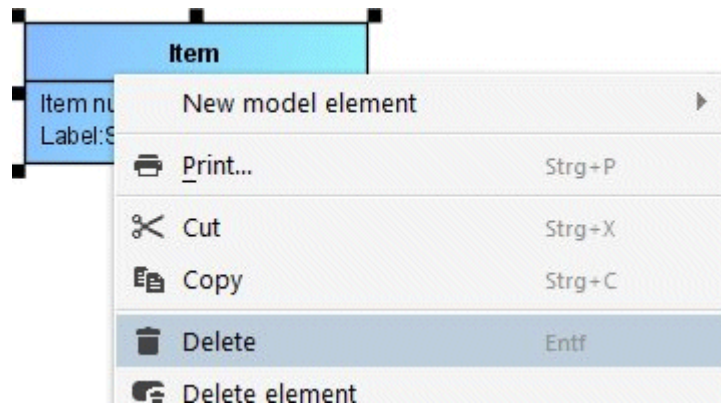 Item
Item nu
Label:S
New model element
Print... Strg+P
Cut Strg+X
Copy Strg+C
Delete Entf
Delete element